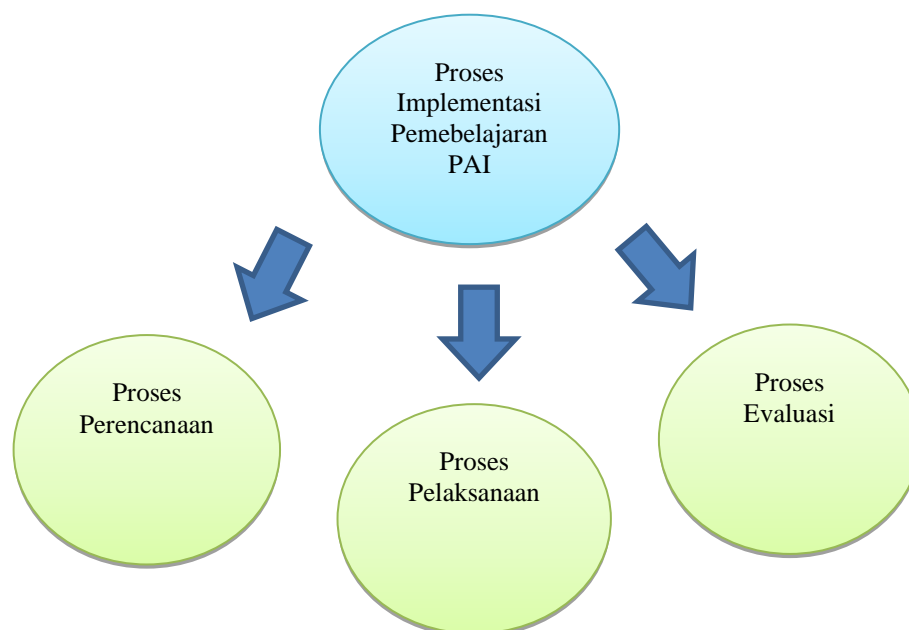 Proses
Implementasi
Pemebelajaran
PAI
Proses
Perencanaan
Proses
Pelaksanaan
Proses
Evaluasi